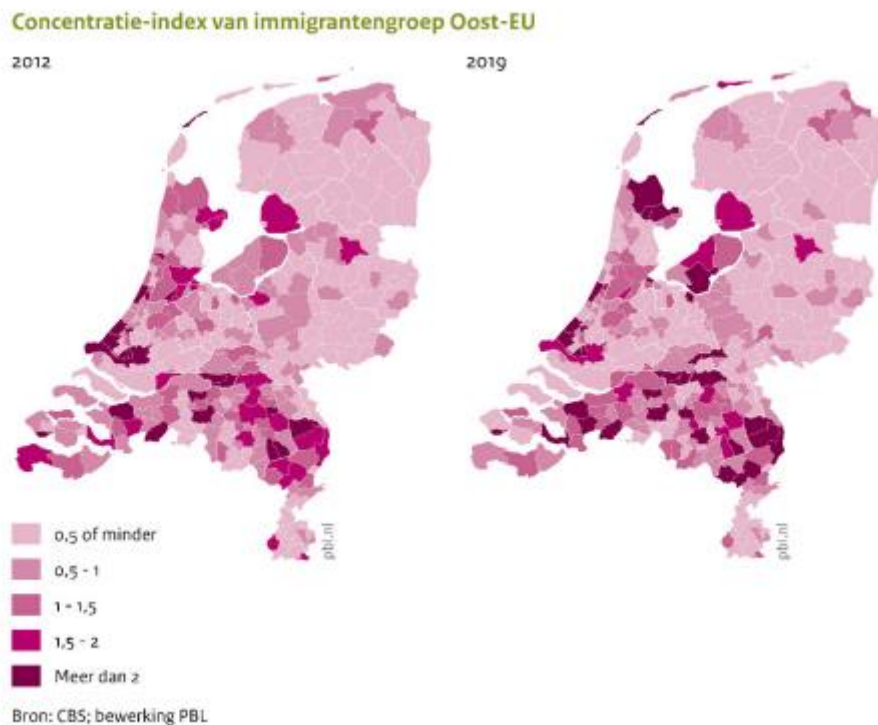 Concentratie-index van immigrantengroep Oost-EU
2012
2019
pbl.nl
pbl.nl
0,5 of minder
0,5 - 1
1 - 1,5
1,5 - 2
Meer dan 2
Bron: CBS; bewerking PBL